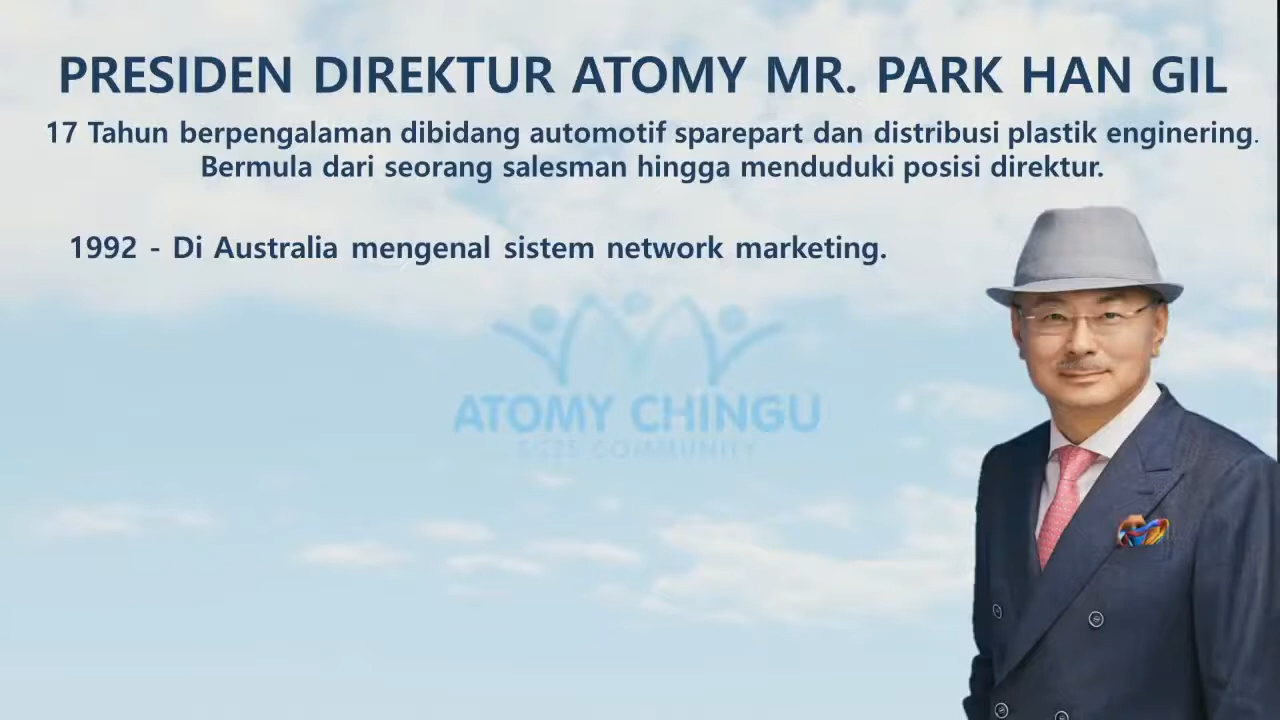 PRESIDEN DIREKTUR ATOMY MR. PARK HAN GIL
17 Tahun berpengalaman dibidang automotif sparepart dan distribusi plastik enginering.
Bermula dari seorang salesman hingga menduduki posisi direktur.
1992 - Di Australia mengenal sistem network marketing.
ATOMY CHINGU
COMMUNITY